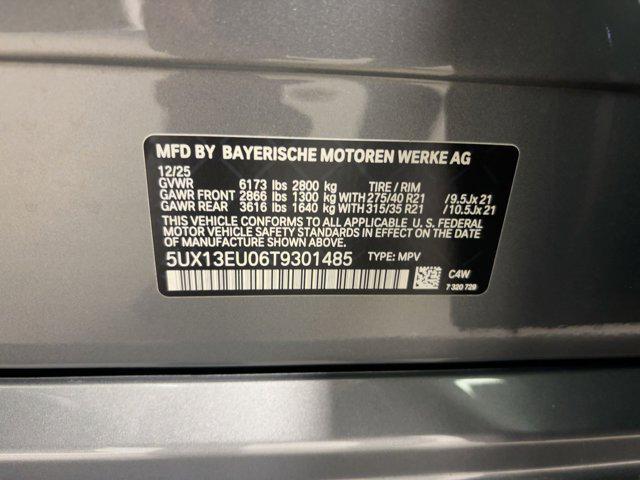 MFD BY BAYERISCHE MOTOREN WERKE AG
12/25
GVWR 6173 lbs 2800 kg TIRE / RIM
GAWR FRONT 2866 lbs 1300 kg WITH 275/40 R21 / 9.5Jx21
GAWR REAR 3616 lbs 1640 kg WITH 315/35 R21 / 10.5Jx21
THIS VEHICLE CONFORMS TO ALL APPLICABLE U. S. FEDERAL
MOTOR VEHICLE SAFETY STANDARDS IN EFFECT ON THE DATE
OF MANUFACTURE SHOWN ABOVE.
5UX13EU06T9301485 TYPE: MPV
C4W
7 320 729